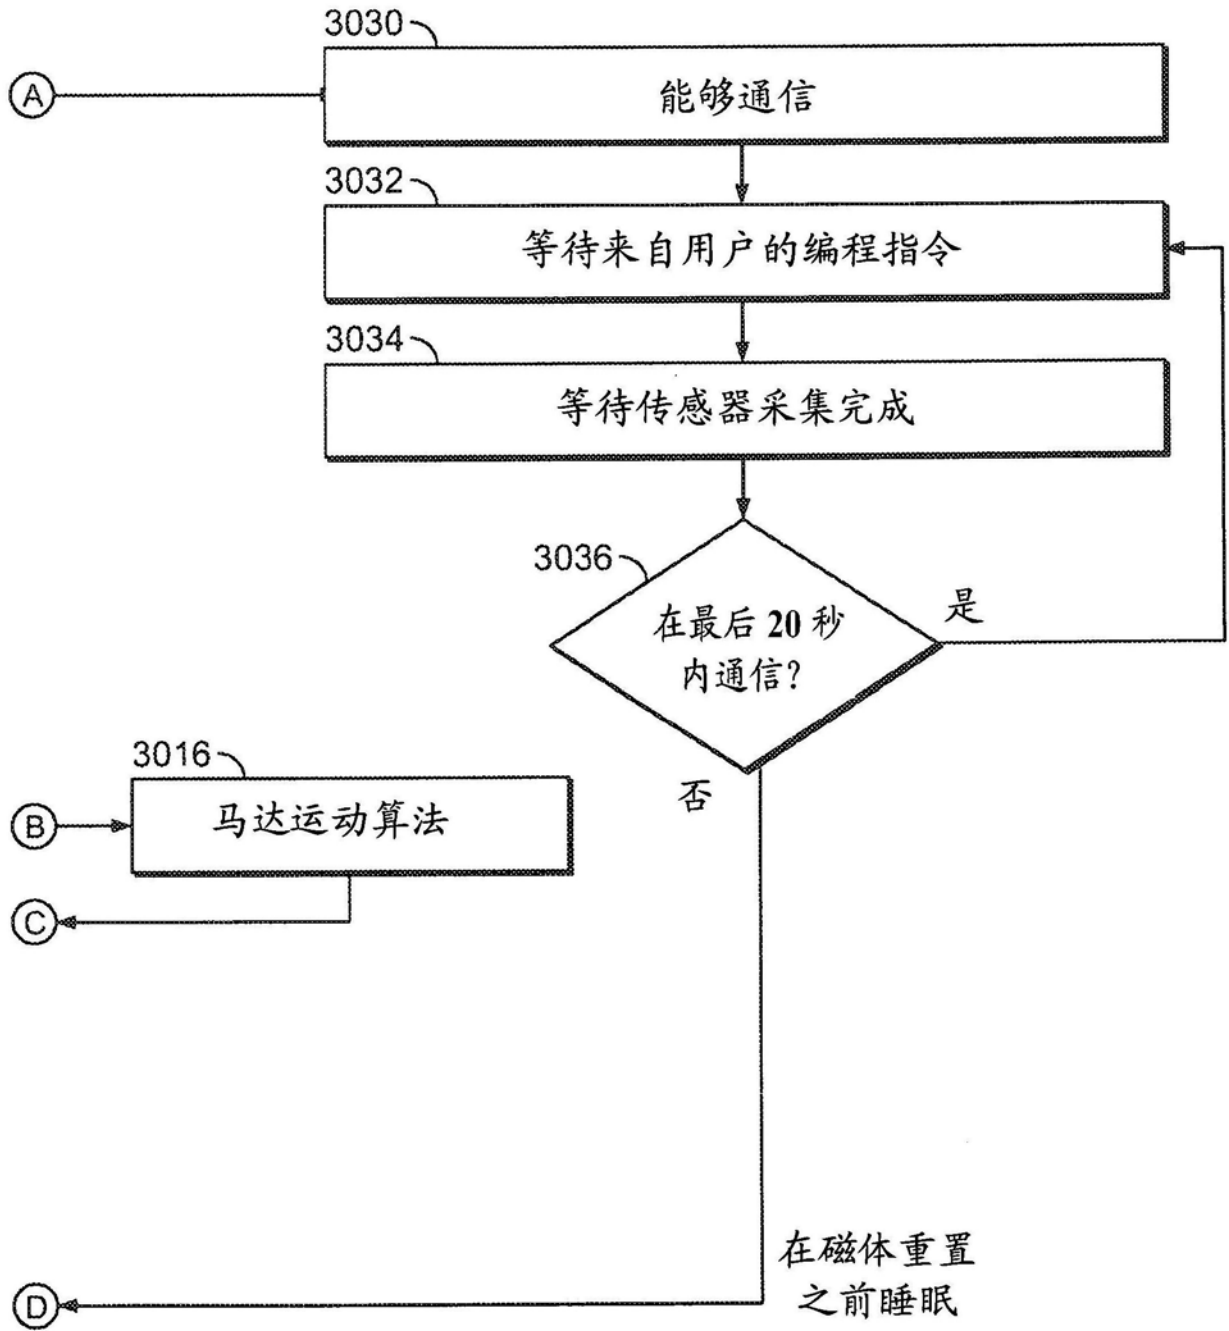 3030
A
能够通信
3032
等待来自用户的编程指令
3034
等待传感器采集完成
3036
在最后 20 秒
内通信?
是
否
3016
B
马达运动算法
C
在磁体重置
之前睡眠
D